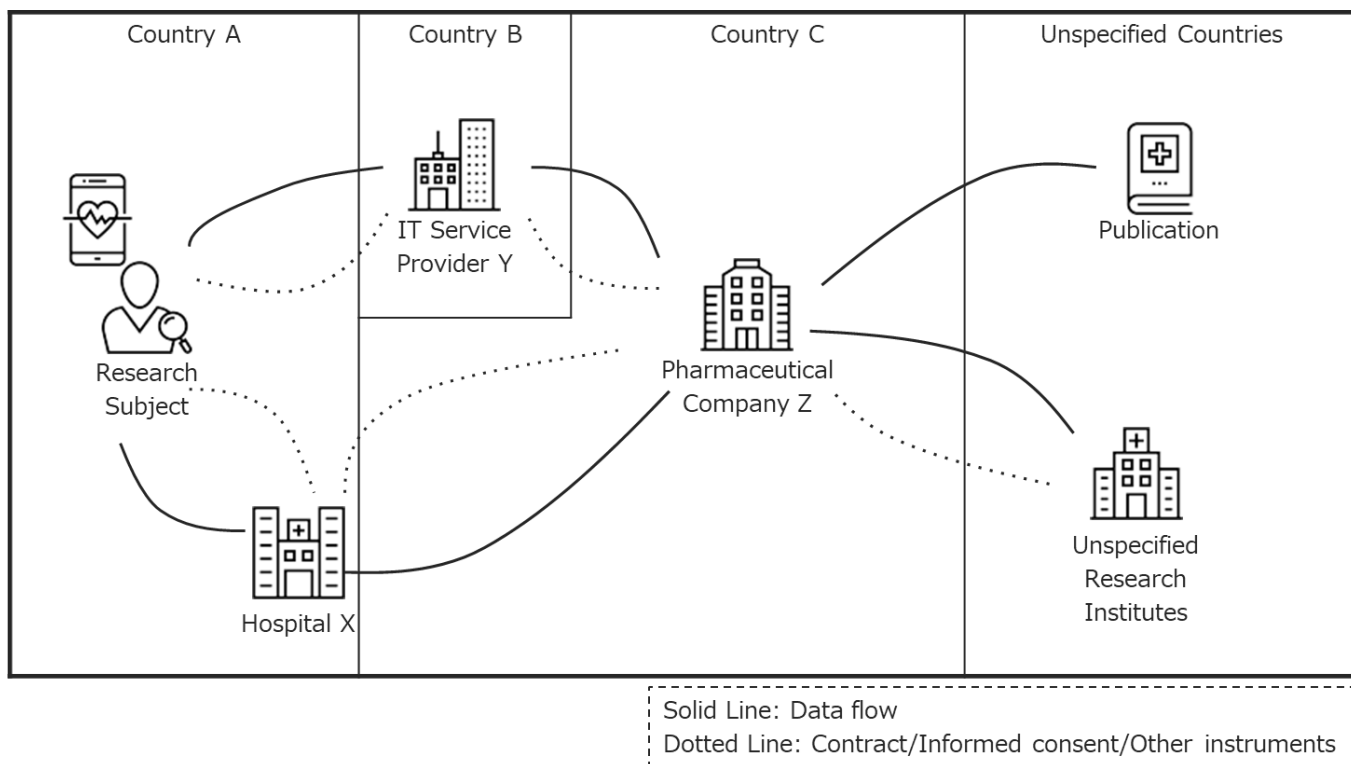 Country A
Country B
Country C
Unspecified Countries
IT Service
Provider Y
Publication
Research
Subject
Pharmaceutical
Company Z
Hospital X
Unspecified
Research
Institutes
Solid Line: Data flow
Dotted Line: Contract/Informed consent/Other instruments